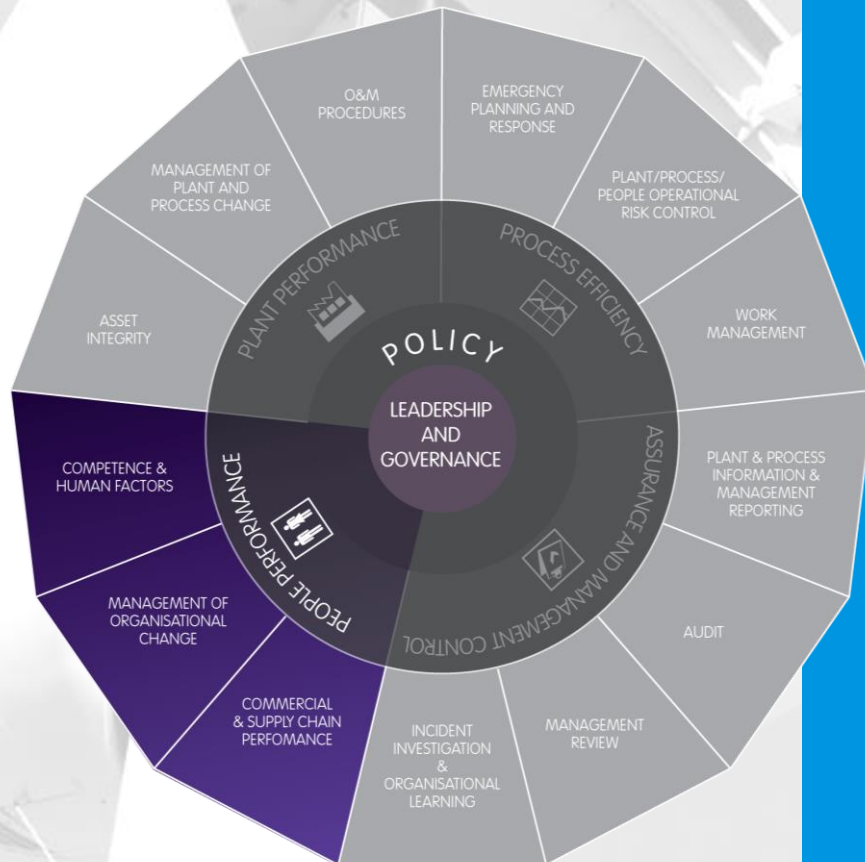 O&M
PROCEDURES
EMERGENCY
PLANNING AND
RESPONSE
MANAGEMENT OF
PLANT AND
PROCESS CHANGE
PLANT/PROCESS/
PEOPLE OPERATIONAL
RISK CONTROL
ASSET
INTEGRITY
WORK
MANAGEMENT
PLANT PERFORMANCE
PROCESS EFFICIENCY
POLICY
LEADERSHIP
AND
GOVERNANCE
COMPETENCE &
HUMAN FACTORS
PLANT & PROCESS
INFORMATION &
MANAGEMENT
REPORTING
PEOPLE PERFORMANCE
ASSURANCE AND MANAGEMENT CONTROL
MANAGEMENT OF
ORGANISATIONAL
CHANGE
AUDIT
COMMERCIAL
& SUPPLY CHAIN
PERFOMANCE
INCIDENT
INVESTIGATION
&
ORGANISATIONAL
LEARNING
MANAGEMENT
REVIEW